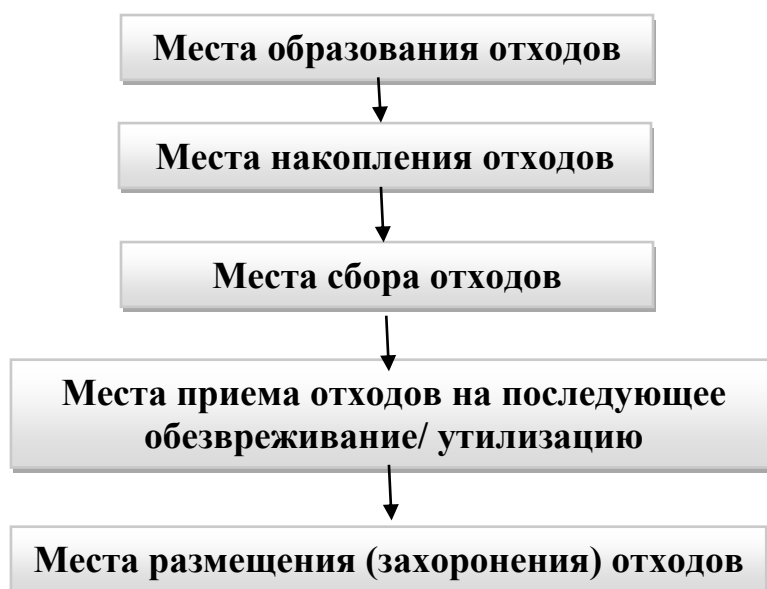 Места образования отходов
Места накопления отходов
Места сбора отходов
Места приема отходов на последующее
обезвреживание/ утилизацию
Места размещения (захоронения) отходов